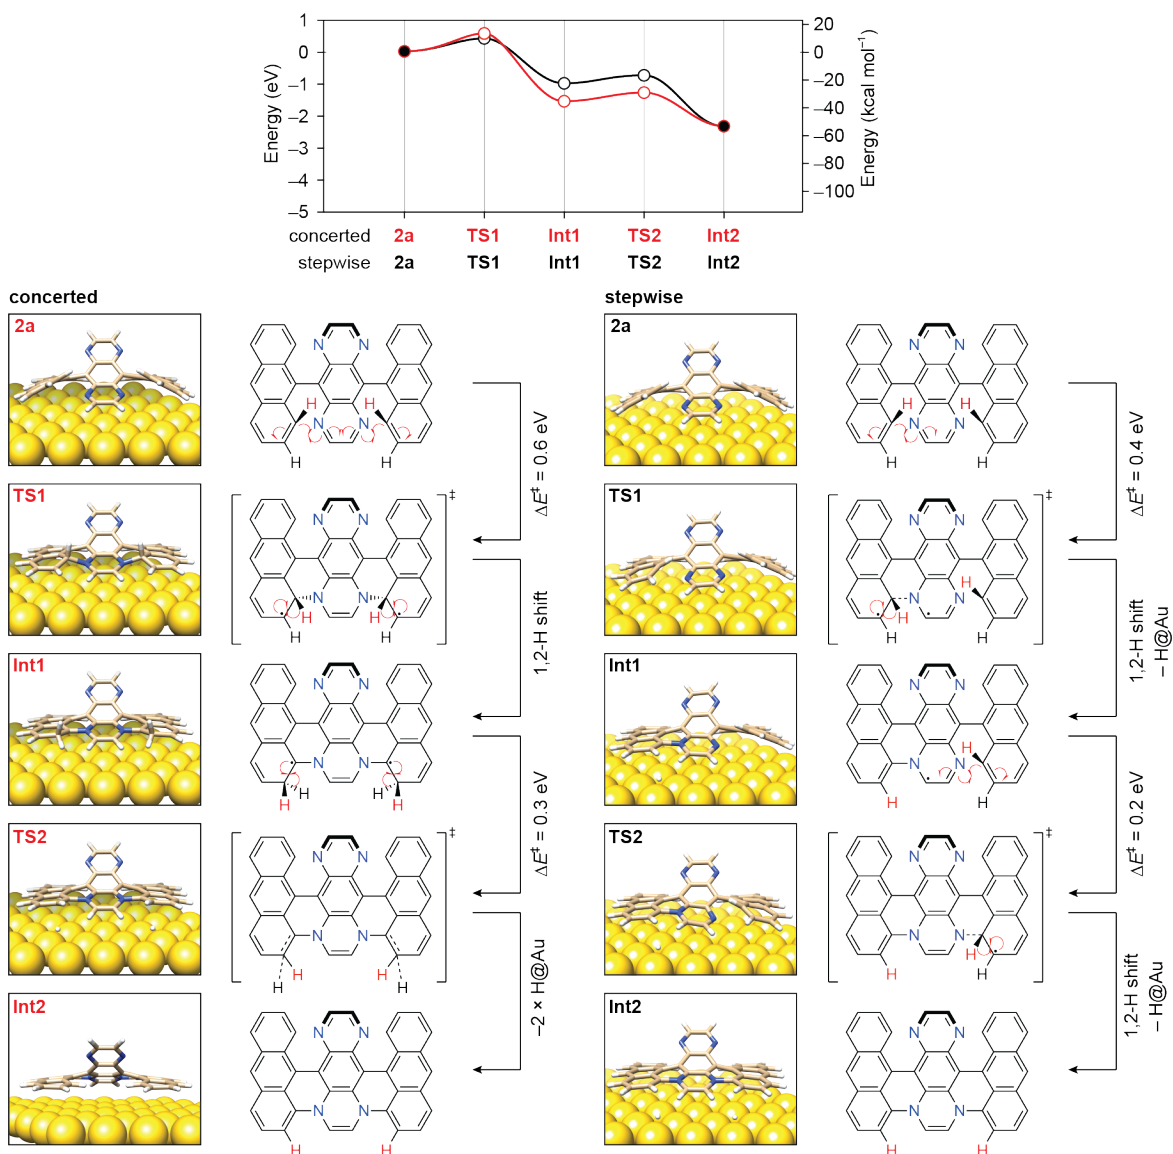 1
0
–1
–2
–3
–4
–5
Energy (eV)
20
0
–20
–40
–60
–80
–100
Energy (kcal mol⁻¹)
concerted 2a TS1 Int1 TS2 Int2
stepwise 2a TS1 Int1 TS2 Int2
concerted
2a
N N
H H
N N
H H
ΔE‡ = 0.6 eV
TS1
‡
N N
N N
H H
H H
1,2-H shift
Int1
N N
N N
H H
H H
ΔE‡ = 0.3 eV
TS2
‡
N N
N N
H H
H H
–2 × H@Au
Int2
N N
N N
H H
stepwise
2a
N N
H H
N N
H H
ΔE‡ = 0.4 eV
TS1
‡
N N
H
N N
H
H H
1,2-H shift
– H@Au
Int1
N N
H
N N
H H
ΔE‡ = 0.2 eV
TS2
‡
N N
N N
H
H H
1,2-H shift
– H@Au
Int2
N N
N N
H H